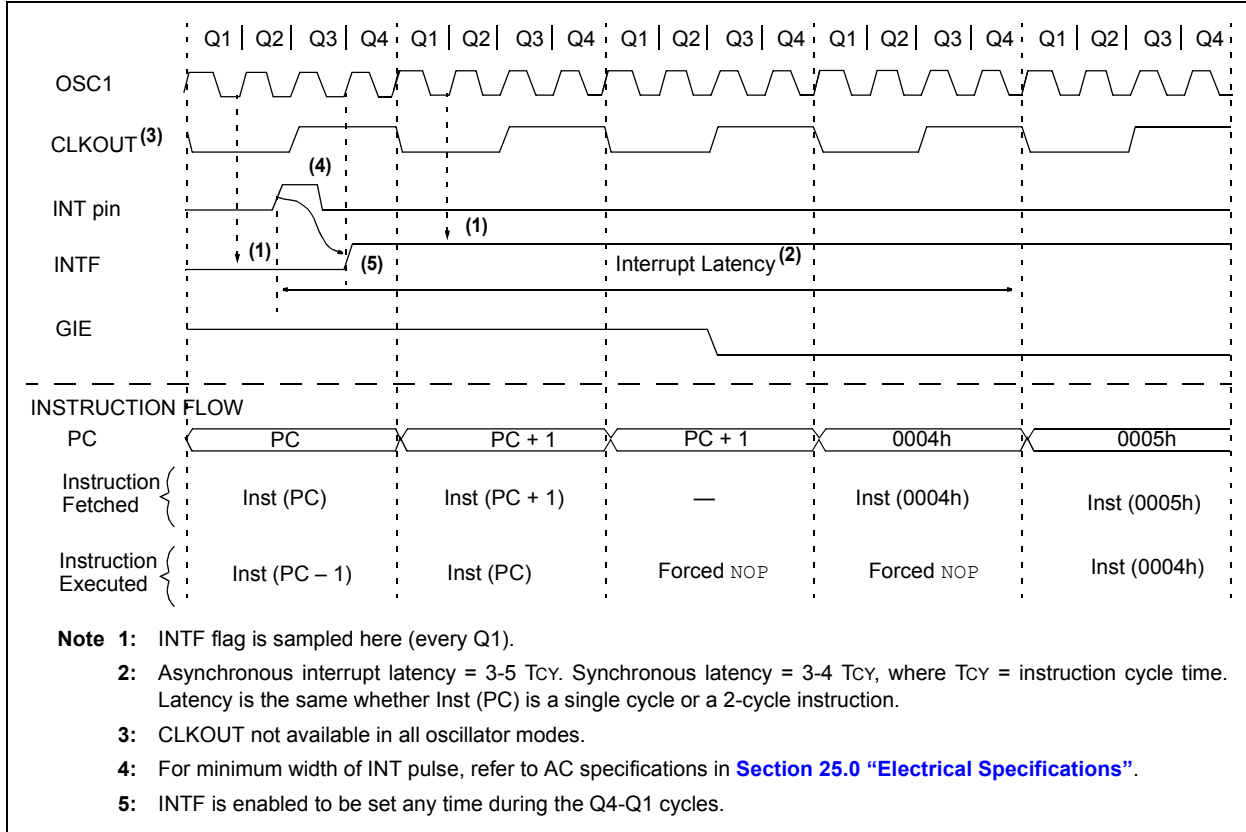 Q1 | Q2 | Q3 | Q4 Q1 | Q2 | Q3 | Q4 Q1 | Q2 | Q3 | Q4 Q1 | Q2 | Q3 | Q4 Q1 | Q2 | Q3 | Q4
OSC1
CLKOUT(3)
(4)
INT pin
(1)
(1)
INTF
(5)
Interrupt Latency(2)
GIE
INSTRUCTION FLOW
PC PC PC + 1 PC + 1 0004h 0005h
Instruction
Fetched
Inst (PC) Inst (PC + 1) — Inst (0004h) Inst (0005h)
Instruction
Executed
Inst (PC – 1) Inst (PC) Forced NOP Forced NOP Inst (0004h)
Note 1: INTF flag is sampled here (every Q1).
2: Asynchronous interrupt latency = 3-5 TCY. Synchronous latency = 3-4 TCY, where TCY = instruction cycle time.
Latency is the same whether Inst (PC) is a single cycle or a 2-cycle instruction.
3: CLKOUT not available in all oscillator modes.
4: For minimum width of INT pulse, refer to AC specifications in Section 25.0 “Electrical Specifications”.
5: INTF is enabled to be set any time during the Q4-Q1 cycles.